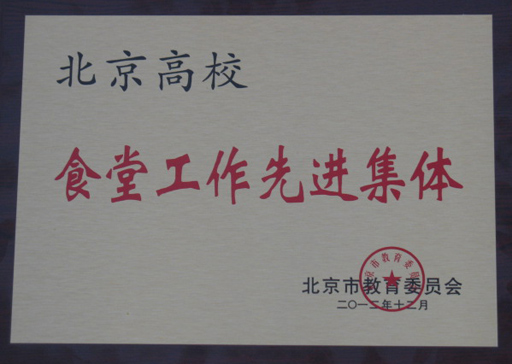 北京高校
食堂工作先进集体
北京市教育委员会
二〇一二年十二月